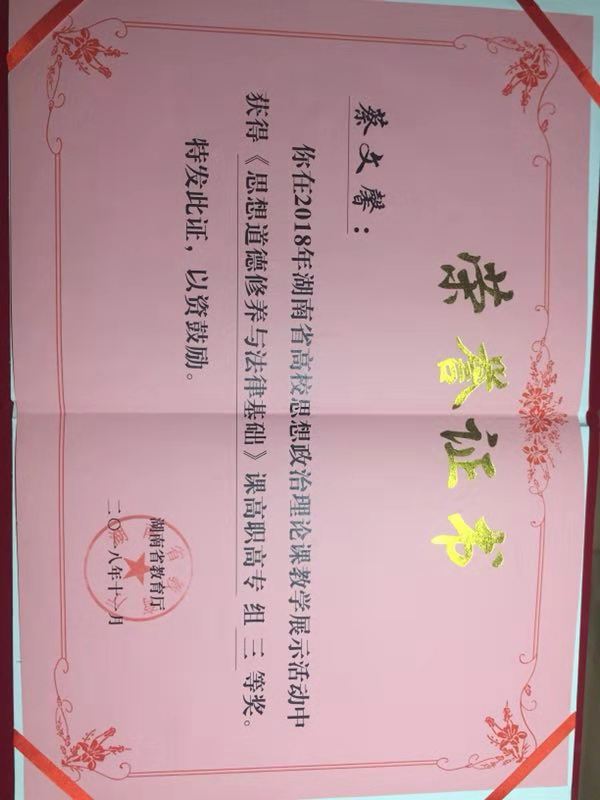 荣誉证书
蔡文馨：
你在2018年湖南省高校思想政治理论课教学展示活动中
获得《思想道德修养与法律基础》课高职高专 组 三 等奖。
特发此证，以资鼓励。
湖南省教育厅
二〇一八年十 月